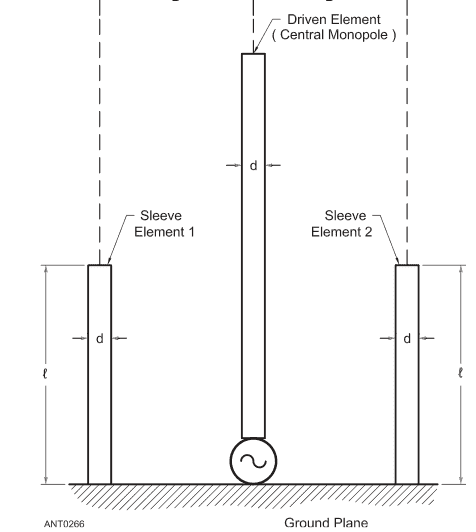 Driven Element
( Central Monopole )
d
Sleeve
Element 1
Sleeve
Element 2
d
d
ℓ
ℓ
ANT0266
Ground Plane